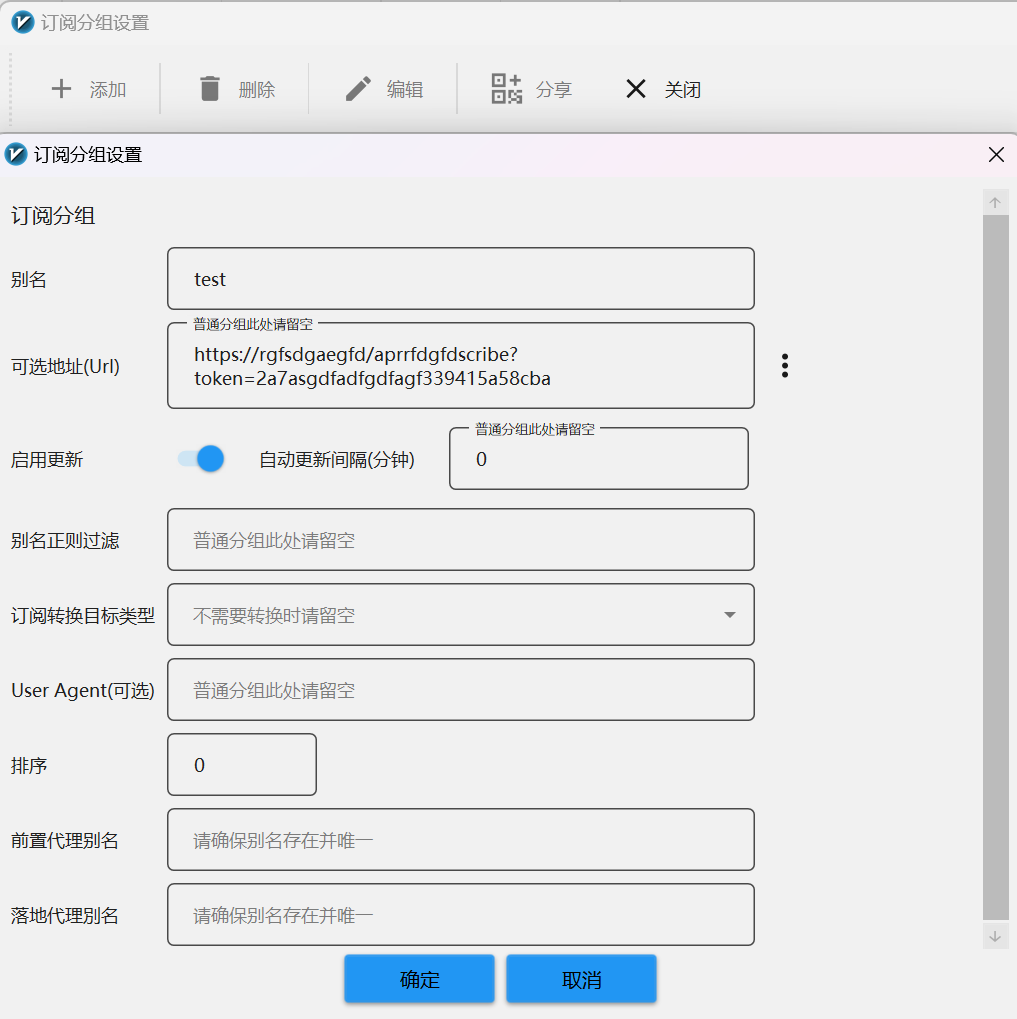 订阅分组设置
添加 删除 编辑 分享 关闭
订阅分组设置
订阅分组
别名 test
普通分组此处请留空
可选地址(Url) https://rgfsdgaegfd/aprrfdgfdscribe?
token=2a7asgdfadfgdfagf339415a58cba
普通分组此处请留空
启用更新 自动更新间隔(分钟) 0
别名正则过滤 普通分组此处请留空
订阅转换目标类型 不需要转换时请留空
User Agent(可选) 普通分组此处请留空
排序 0
前置代理别名 请确保别名存在并唯一
落地代理别名 请确保别名存在并唯一
确定 取消